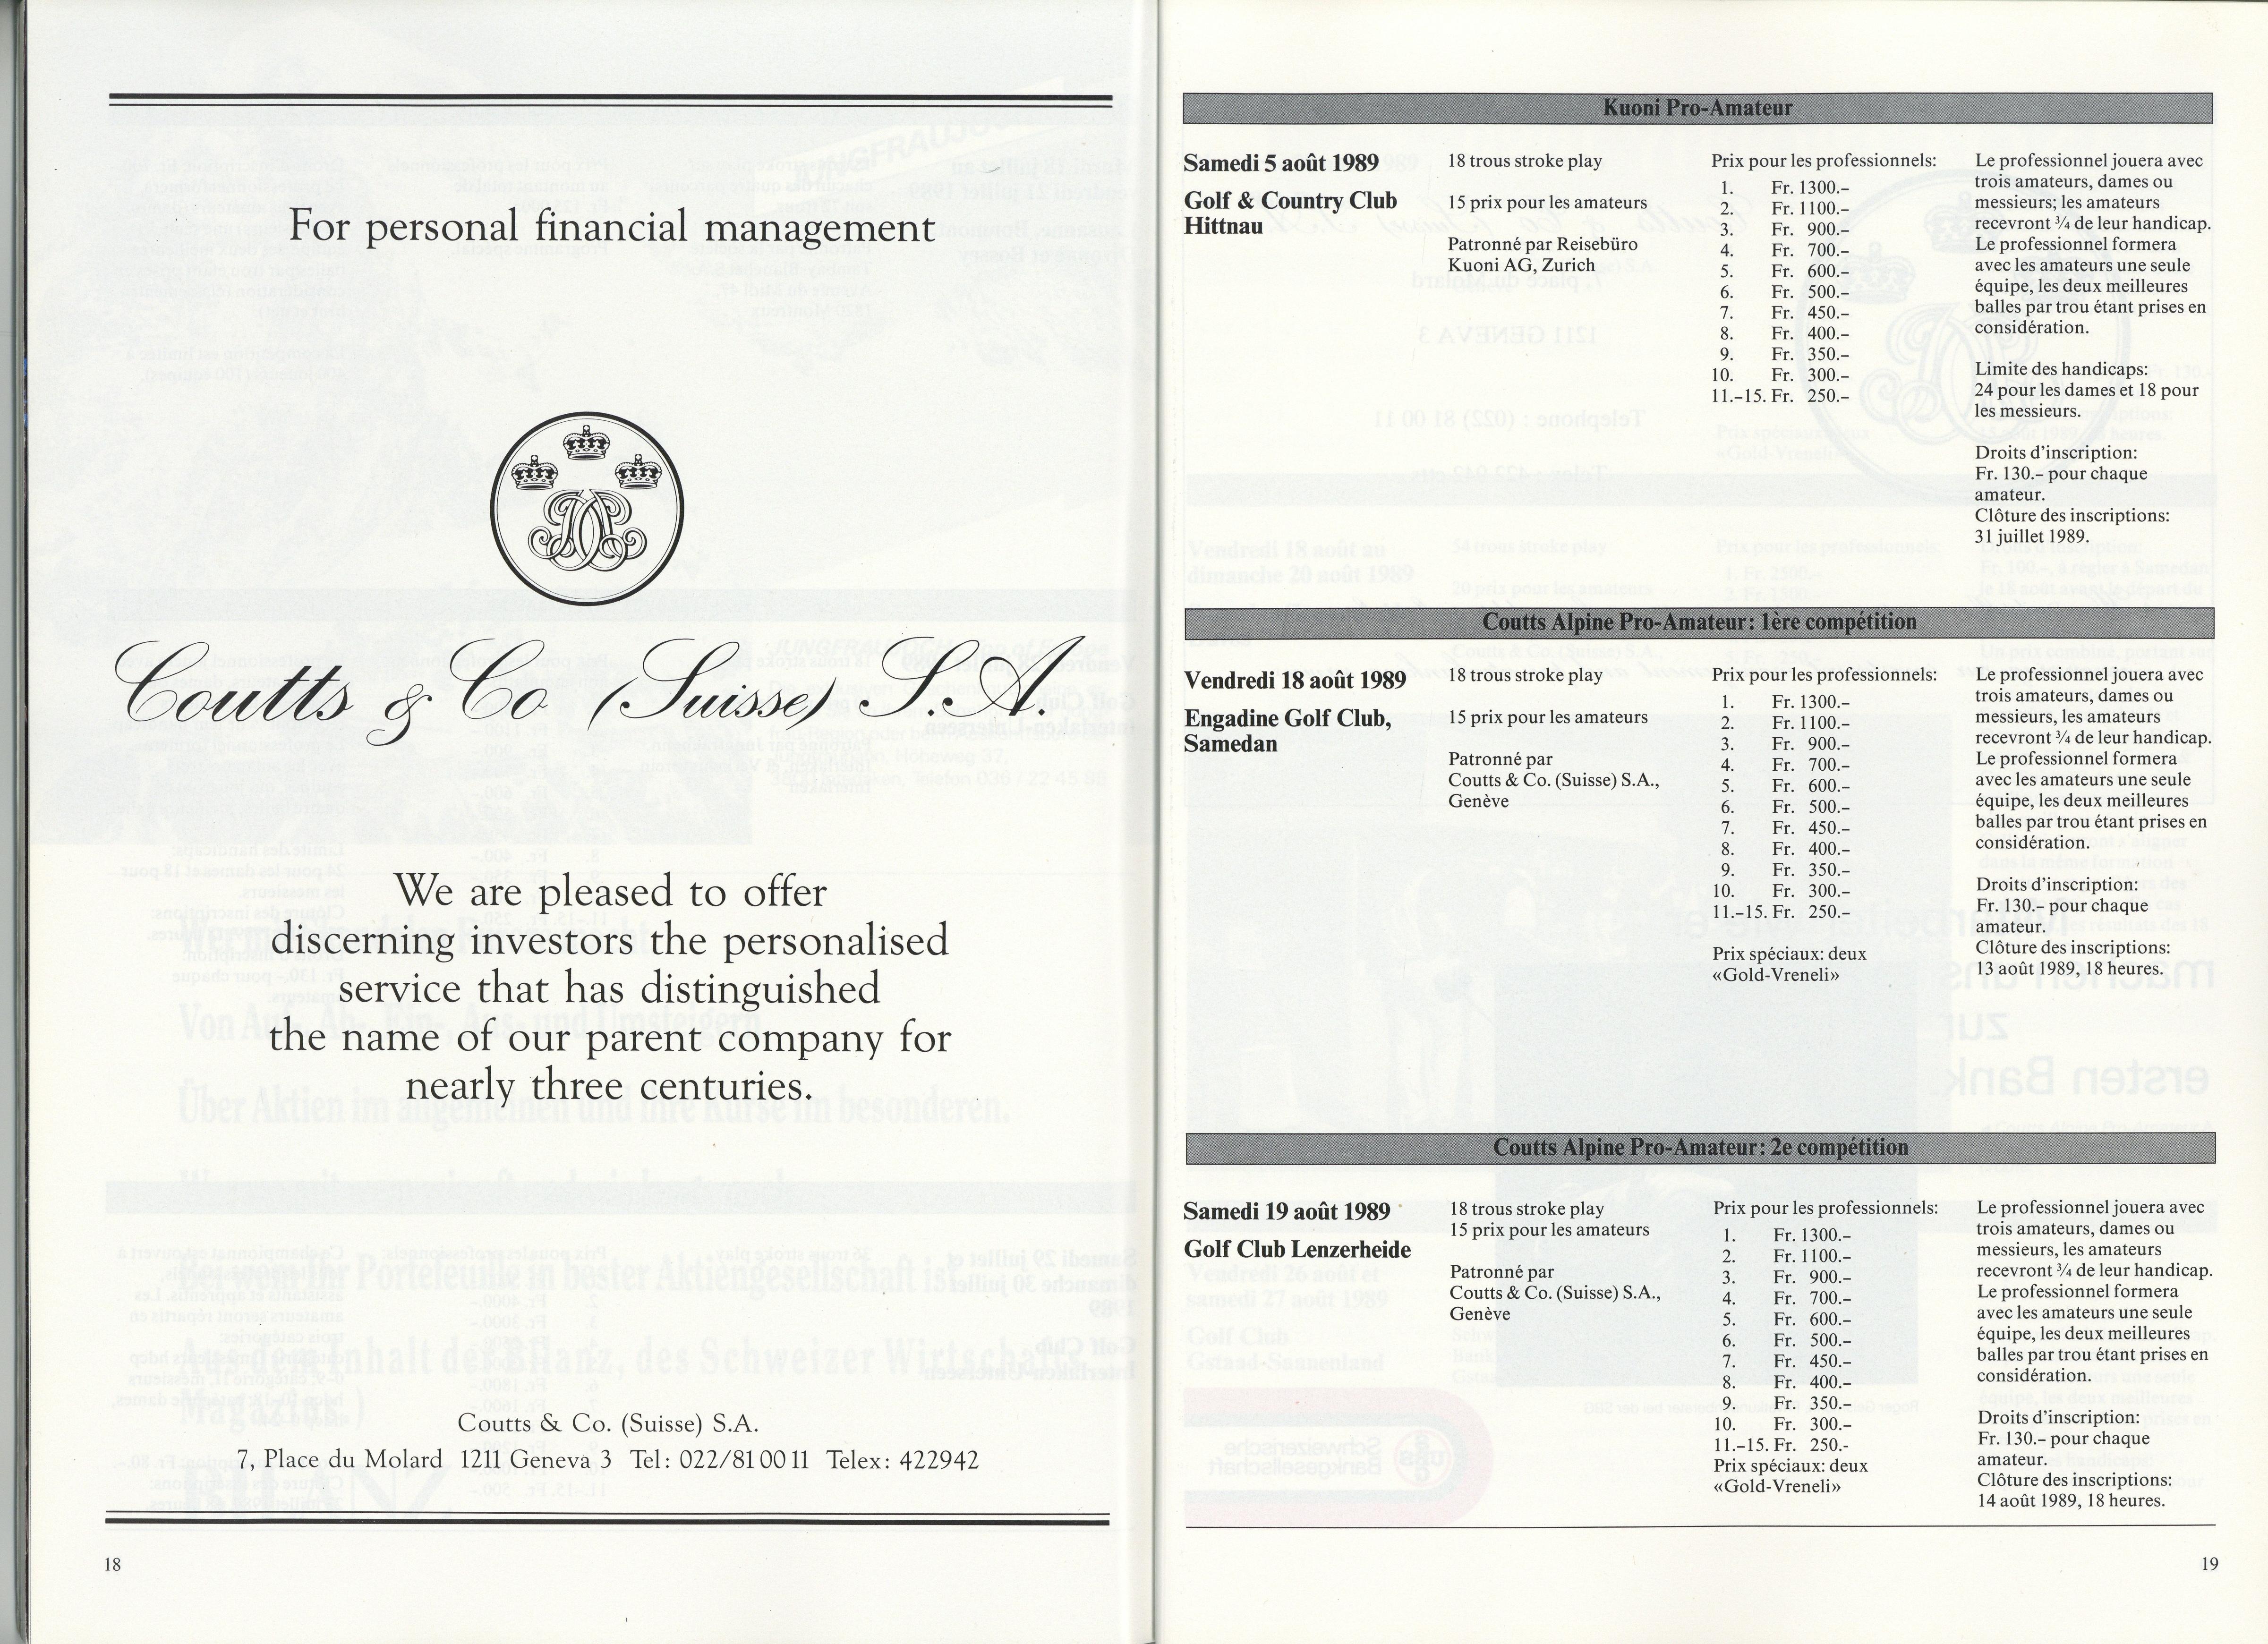 For personal financial management
Coutts & Co (Suisse) S.A.
We are pleased to offer
discerning investors the personalised
service that has distinguished
the name of our parent company for
nearly three centuries.
Coutts & Co. (Suisse) S.A.
7, Place du Molard 1211 Geneva 3 Tel: 022/81 00 11 Telex: 422942
18
Kuoni Pro-Amateur
Samedi 5 août 1989
Golf & Country Club
Hittnau
18 trous stroke play
15 prix pour les amateurs
Patronné par Reisebüro
Kuoni AG, Zurich
Prix pour les professionnels:
1. Fr. 1300.–
2. Fr. 1100.–
3. Fr. 900.–
4. Fr. 700.–
5. Fr. 600.–
6. Fr. 500.–
7. Fr. 450.–
8. Fr. 400.–
9. Fr. 350.–
10. Fr. 300.–
11.–15. Fr. 250.–
Le professionnel jouera avec
trois amateurs, dames ou
messieurs; les amateurs
recevront ¾ de leur handicap.
Le professionnel formera
avec les amateurs une seule
équipe, les deux meilleures
balles par trou étant prises en
considération.
Limite des handicaps:
24 pour les dames et 18 pour
les messieurs.
Droits d'inscription:
Fr. 130.– pour chaque
amateur.
Clôture des inscriptions:
31 juillet 1989.
Coutts Alpine Pro-Amateur: 1ère compétition
Vendredi 18 août 1989
Engadine Golf Club,
Samedan
18 trous stroke play
15 prix pour les amateurs
Patronné par
Coutts & Co. (Suisse) S.A.,
Genève
Prix pour les professionnels:
1. Fr. 1300.–
2. Fr. 1100.–
3. Fr. 900.–
4. Fr. 700.–
5. Fr. 600.–
6. Fr. 500.–
7. Fr. 450.–
8. Fr. 400.–
9. Fr. 350.–
10. Fr. 300.–
11.–15. Fr. 250.–
Prix spéciaux: deux
«Gold-Vreneli»
Le professionnel jouera avec
trois amateurs, dames ou
messieurs, les amateurs
recevront ¾ de leur handicap.
Le professionnel formera
avec les amateurs une seule
équipe, les deux meilleures
balles par trou étant prises en
considération.
Droits d'inscription:
Fr. 130.– pour chaque
amateur.
Clôture des inscriptions:
13 août 1989, 18 heures.
Coutts Alpine Pro-Amateur: 2e compétition
Samedi 19 août 1989
Golf Club Lenzerheide
18 trous stroke play
15 prix pour les amateurs
Patronné par
Coutts & Co. (Suisse) S.A.,
Genève
Prix pour les professionnels:
1. Fr. 1300.–
2. Fr. 1100.–
3. Fr. 900.–
4. Fr. 700.–
5. Fr. 600.–
6. Fr. 500.–
7. Fr. 450.–
8. Fr. 400.–
9. Fr. 350.–
10. Fr. 300.–
11.–15. Fr. 250.-
Prix spéciaux: deux
«Gold-Vreneli»
Le professionnel jouera avec
trois amateurs, dames ou
messieurs, les amateurs
recevront ¾ de leur handicap.
Le professionnel formera
avec les amateurs une seule
équipe, les deux meilleures
balles par trou étant prises en
considération.
Droits d'inscription:
Fr. 130.– pour chaque
amateur.
Clôture des inscriptions:
14 août 1989, 18 heures.
19